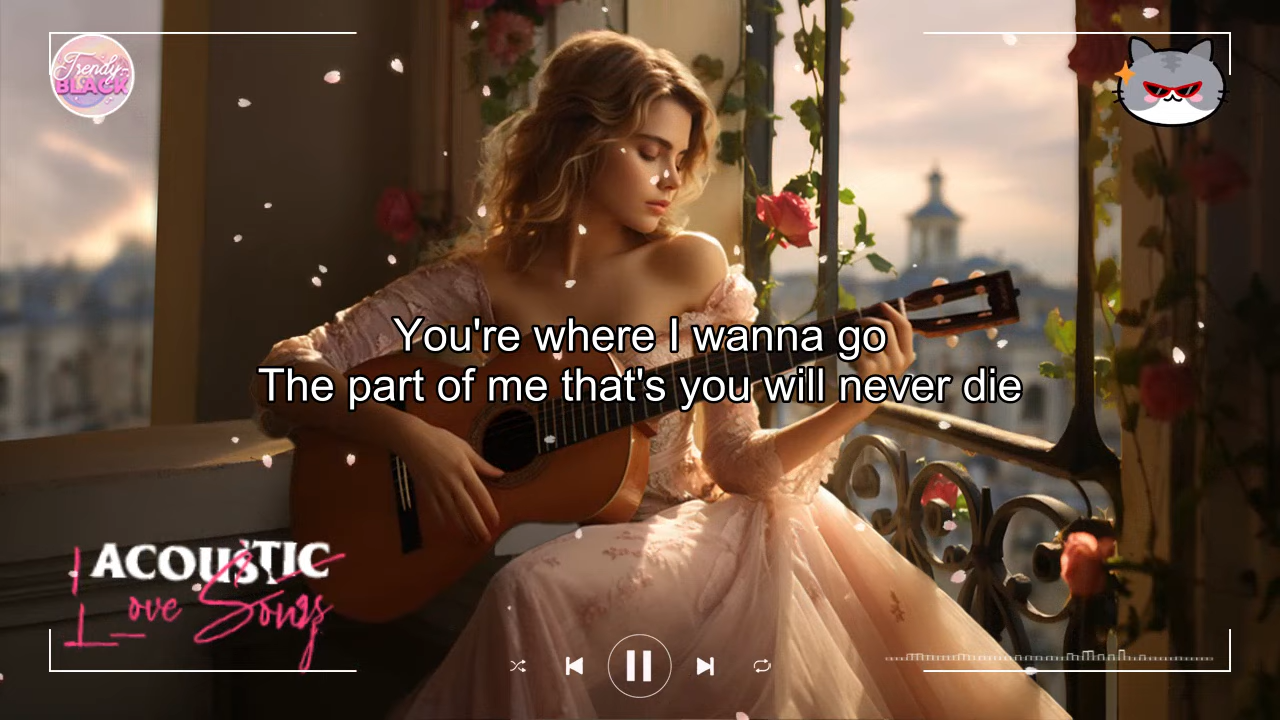 Trendy
BLACK
You're where I wanna go
The part of me that's you will never die
ACOUSTIC
Love Songs